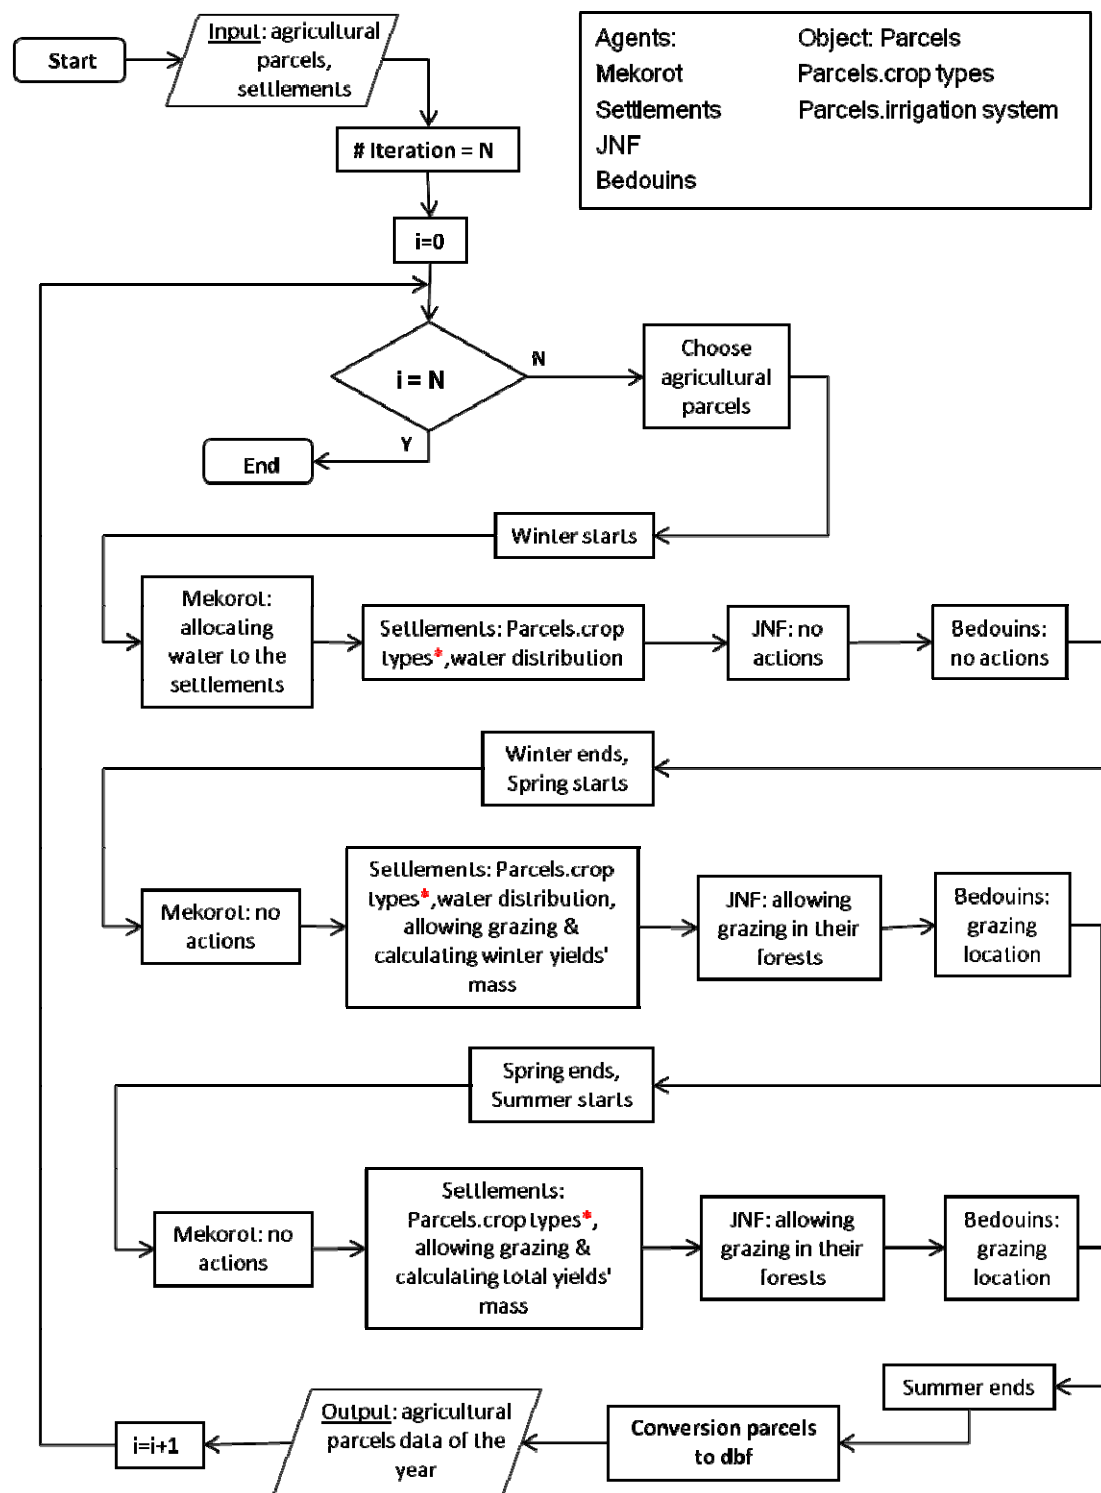 Start
Input: agricultural
parcels,
settlements
Agents:
Mekorot
Settlements
JNF
Bedouins
Object: Parcels
Parcels.crop types
Parcels.irrigation system
# Iteration = N
i=0
i = N
N
Y
Choose
agricultural
parcels
End
Winter starts
Mekorot:
allocating
water to the
settlements
Settlements: Parcels.crop
types*,water distribution
JNF: no
actions
Bedouins:
no actions
Winter ends,
Spring starts
Mekorot: no
actions
Settlements: Parcels.crop
types*,water distribution,
allowing grazing &
calculating winter yields'
mass
JNF: allowing
grazing in their
forests
Bedouins:
grazing
location
Spring ends,
Summer starts
Mekorot: no
actions
Settlements:
Parcels.crop types*,
allowing grazing &
calculating total yields'
mass
JNF: allowing
grazing in their
forests
Bedouins:
grazing
location
Summer ends
Conversion parcels
to dbf
Output: agricultural
parcels data of the
year
i=i+1